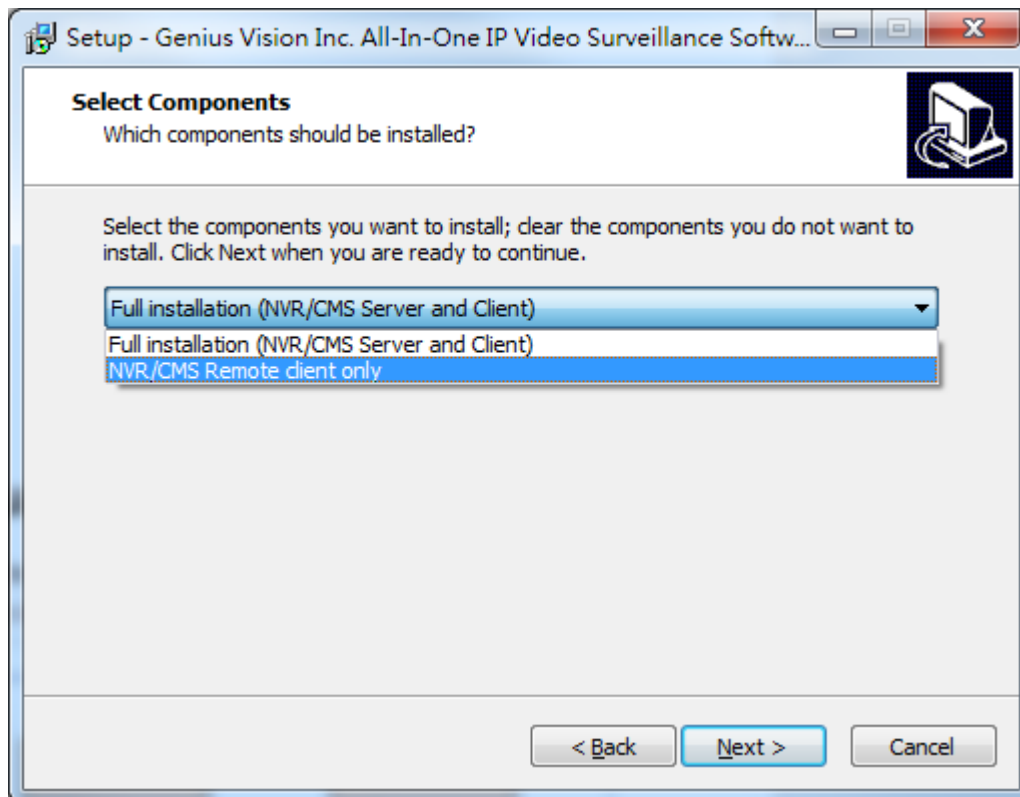 Setup - Genius Vision Inc. All-In-One IP Video Surveillance Softw...
Select Components
Which components should be installed?
Select the components you want to install; clear the components you do not want to
install. Click Next when you are ready to continue.
Full installation (NVR/CMS Server and Client)
Full installation (NVR/CMS Server and Client)
NVR/CMS Remote client only
< Back
Next >
Cancel